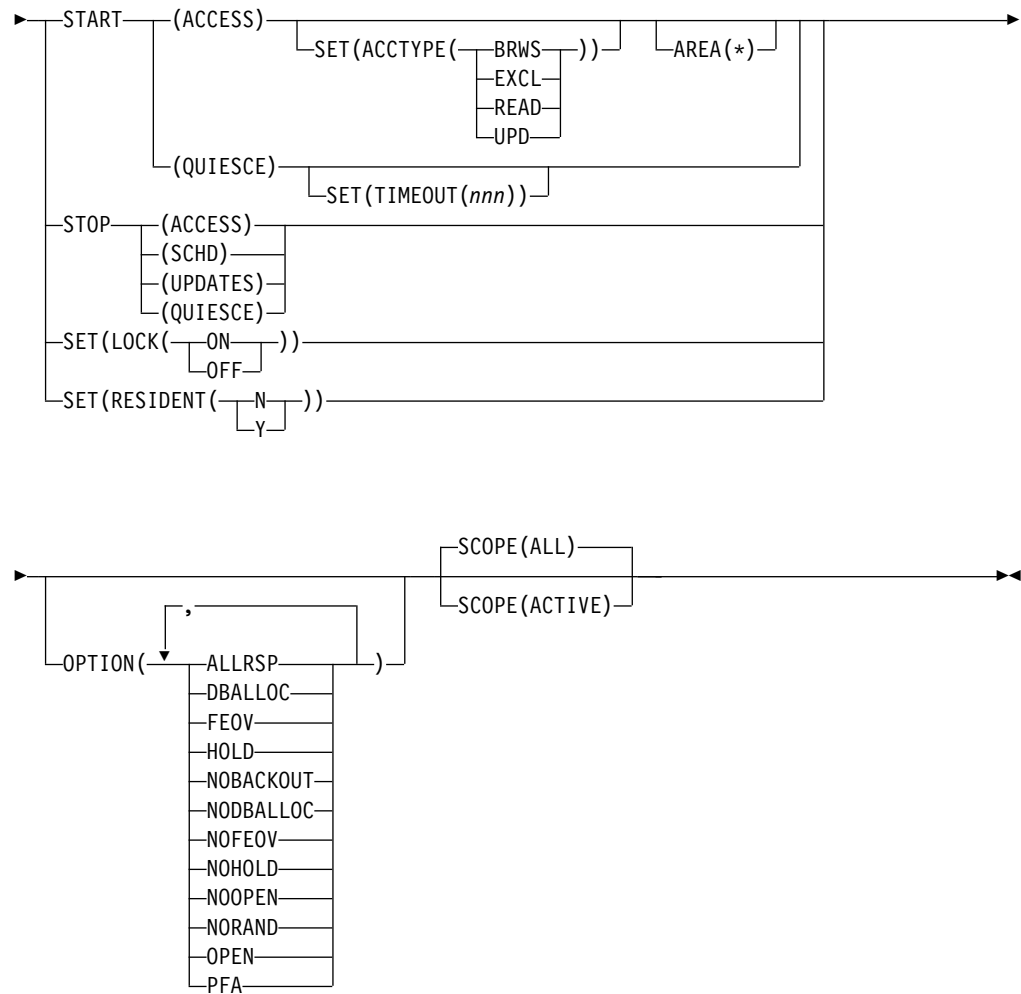 START (ACCESS)
SET(ACCTYPE( BRWS )) AREA(*)
EXCL
READ
UPD
(QUIESCE)
SET(TIMEOUT(nnn))
STOP (ACCESS)
(SCHD)
(UPDATES)
(QUIESCE)
SET(LOCK( ON ))
OFF
SET(RESIDENT( N ))
Y
SCOPE(ALL)
SCOPE(ACTIVE)
,
OPTION( ALLRSP )
DBALLOC
FEOV
HOLD
NOBACKOUT
NODBALLOC
NOFEOV
NOHOLD
NOOPEN
NORAND
OPEN
PFA